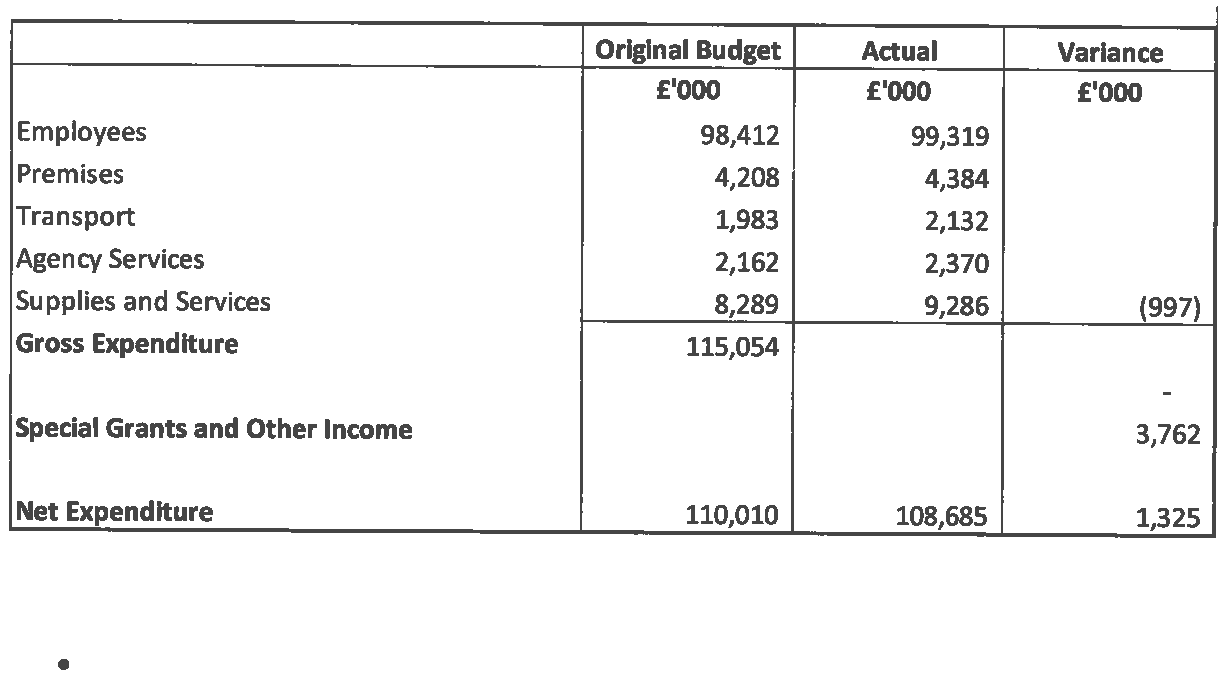 Original Budget Actual Variance
£'000 £'000 £'000
Employees 98,412 99,319
Premises 4,208 4,384
Transport 1,983 2,132
Agency Services 2,162 2,370
Supplies and Services 8,289 9,286 (997)
Gross Expenditure 115,054
-
Special Grants and Other Income 3,762
Net Expenditure 110,010 108,685 1,325
•